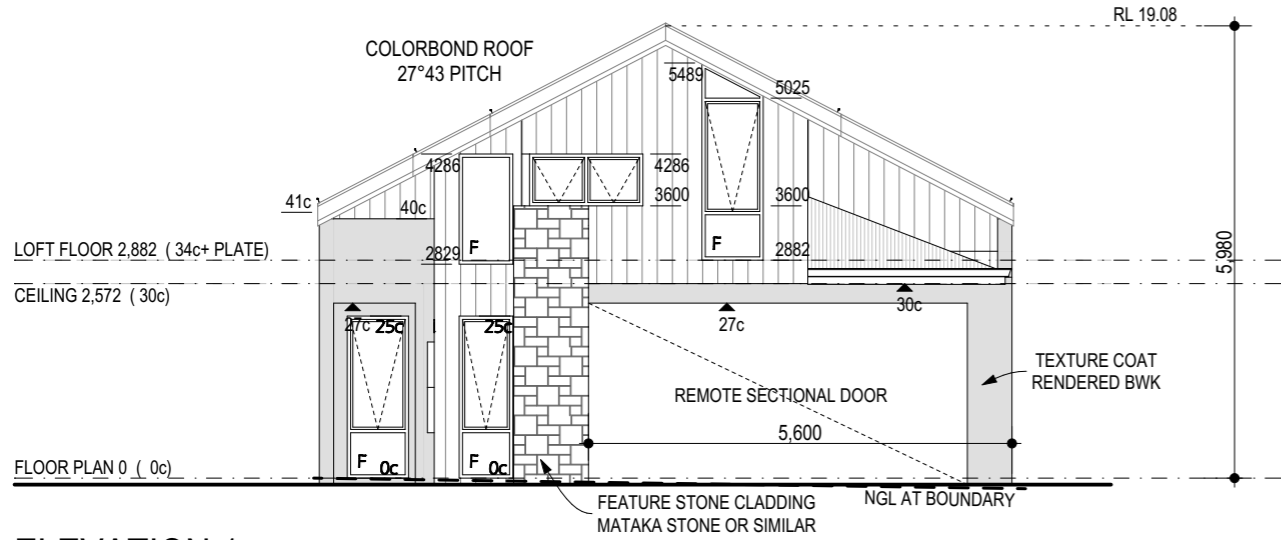 RL 19.08
COLORBOND ROOF
27°43 PITCH
5489
5025
4286
4286
3600
3600
41c
40c
F
F
2829
2882
LOFT FLOOR 2,882 ( 34c+ PLATE)
5,980
CEILING 2,572 ( 30c)
27c
25c
25c
27c
30c
TEXTURE COAT
RENDERED BWK
REMOTE SECTIONAL DOOR
5,600
F 0c
F 0c
FLOOR PLAN 0 ( 0c)
NGL AT BOUNDARY
FEATURE STONE CLADDING
MATAKA STONE OR SIMILAR